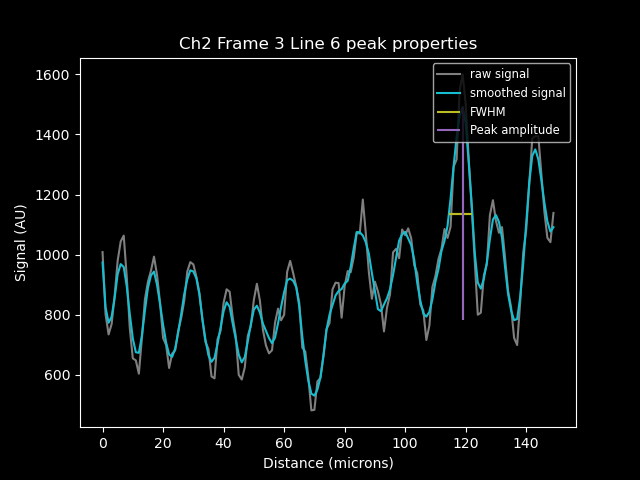 Ch2 Frame 3 Line 6 peak properties
raw signal
smoothed signal
FWHM
Peak amplitude
Signal (AU)
1600
1400
1200
1000
800
600
0 20 40 60 80 100 120 140
Distance (microns)